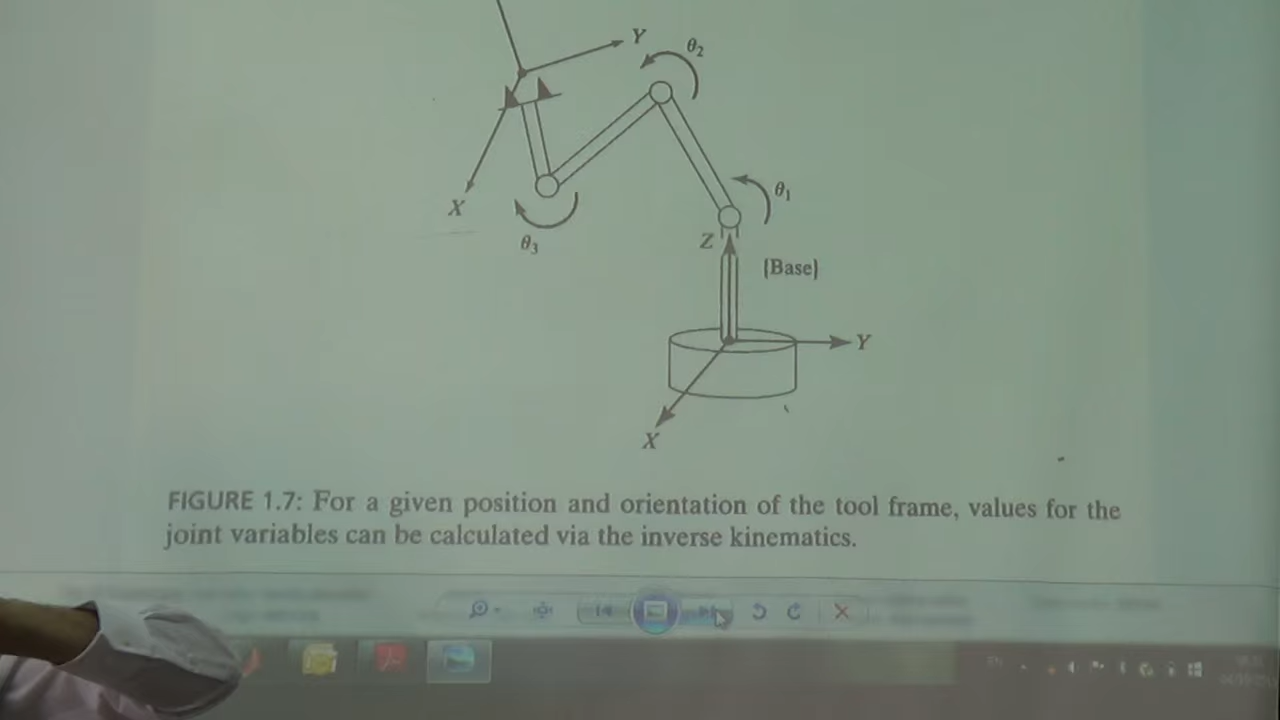 Y
θ2
X
θ3
θ1
Z
{Base}
Y
X
FIGURE 1.7: For a given position and orientation of the tool frame, values for the
joint variables can be calculated via the inverse kinematics.
EN